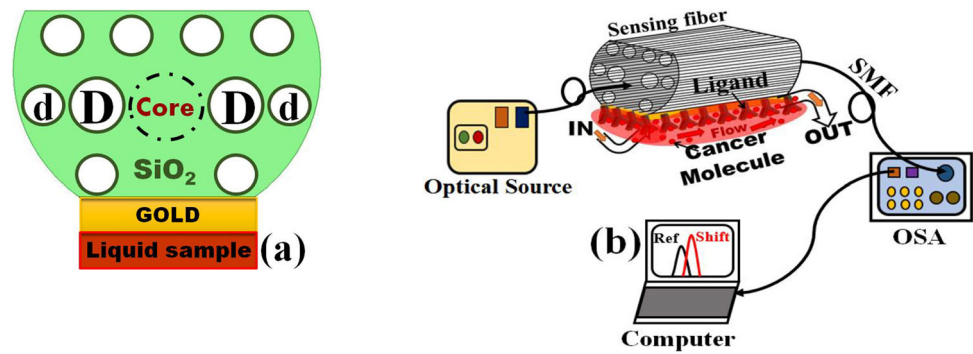 d D Core D d
SiO2
GOLD
Liquid sample
(a)
Sensing fiber
Ligand
SMF
IN
Flow
OUT
Cancer
Molecule
Optical Source
OSA
(b)
Ref Shift
Computer